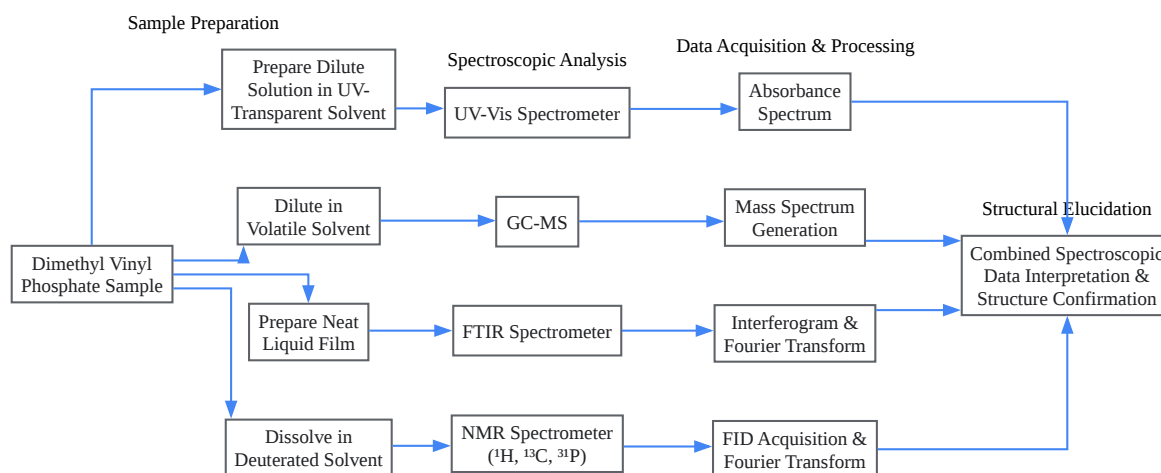 Sample Preparation
Spectroscopic Analysis
Data Acquisition & Processing
Structural Elucidation
Dimethyl Vinyl
Phosphate Sample
Prepare Dilute
Solution in UV-
Transparent Solvent
UV-Vis Spectrometer
Absorbance
Spectrum
Dilute in
Volatile Solvent
GC-MS
Mass Spectrum
Generation
Prepare Neat
Liquid Film
FTIR Spectrometer
Interferogram &
Fourier Transform
Dissolve in
Deuterated Solvent
NMR Spectrometer
(¹H, ¹³C, ³¹P)
FID Acquisition &
Fourier Transform
Combined Spectroscopic
Data Interpretation &
Structure Confirmation